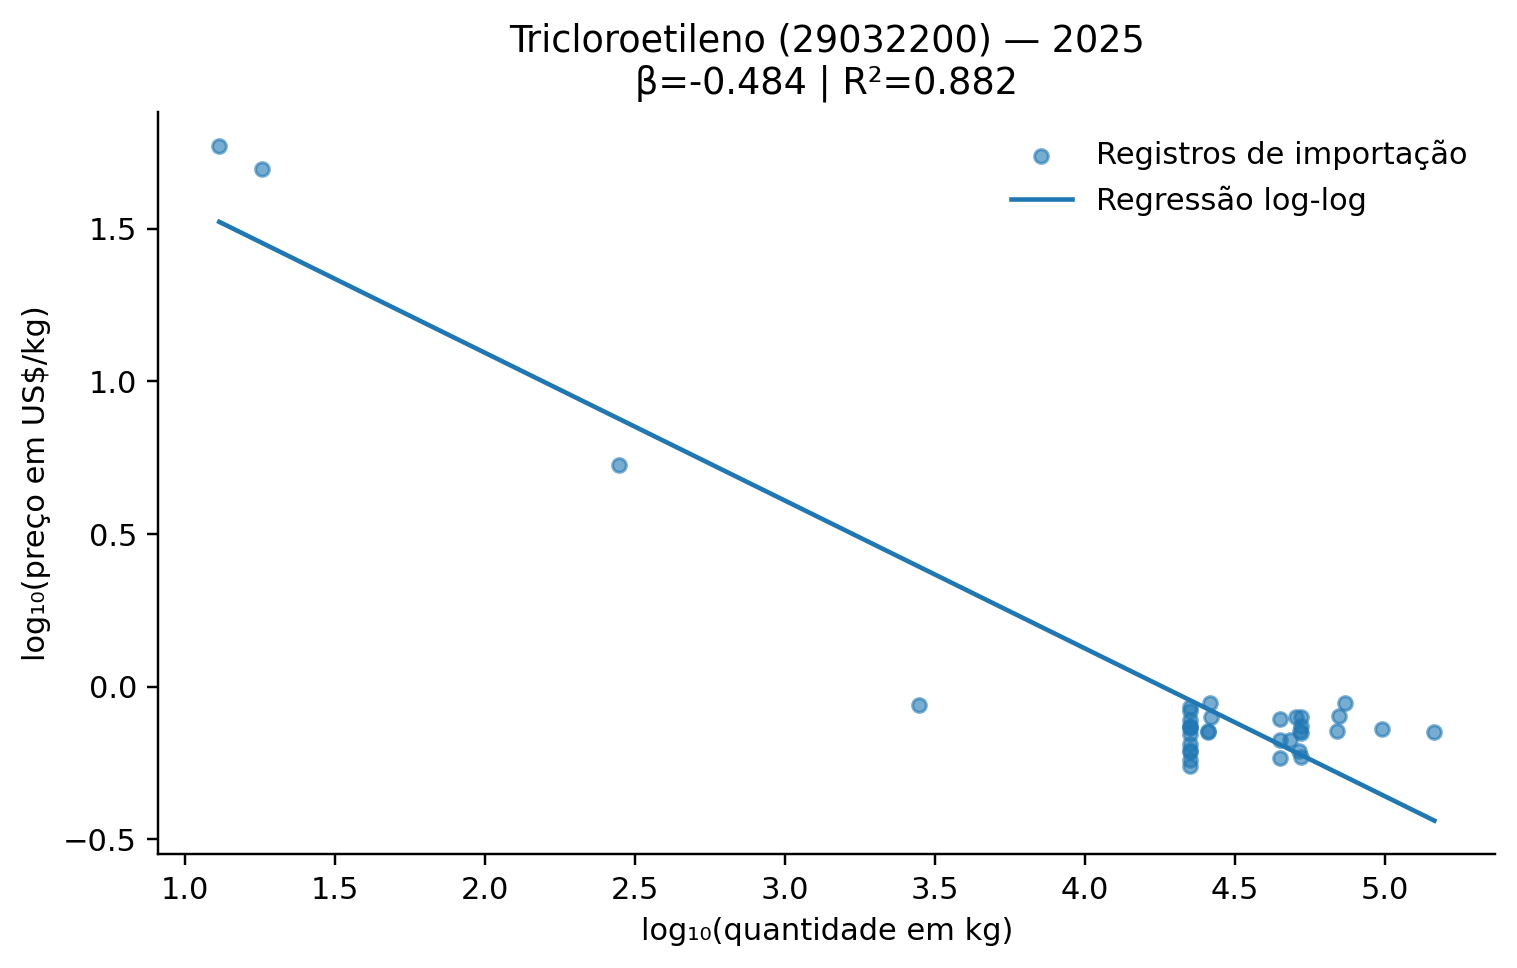 Tricloroetileno (29032200) — 2025
β=-0.484 | R²=0.882
Registros de importação
Regressão log-log
log₁₀(preço em US$/kg)
1.5
1.0
0.5
0.0
−0.5
1.0 1.5 2.0 2.5 3.0 3.5 4.0 4.5 5.0
log₁₀(quantidade em kg)